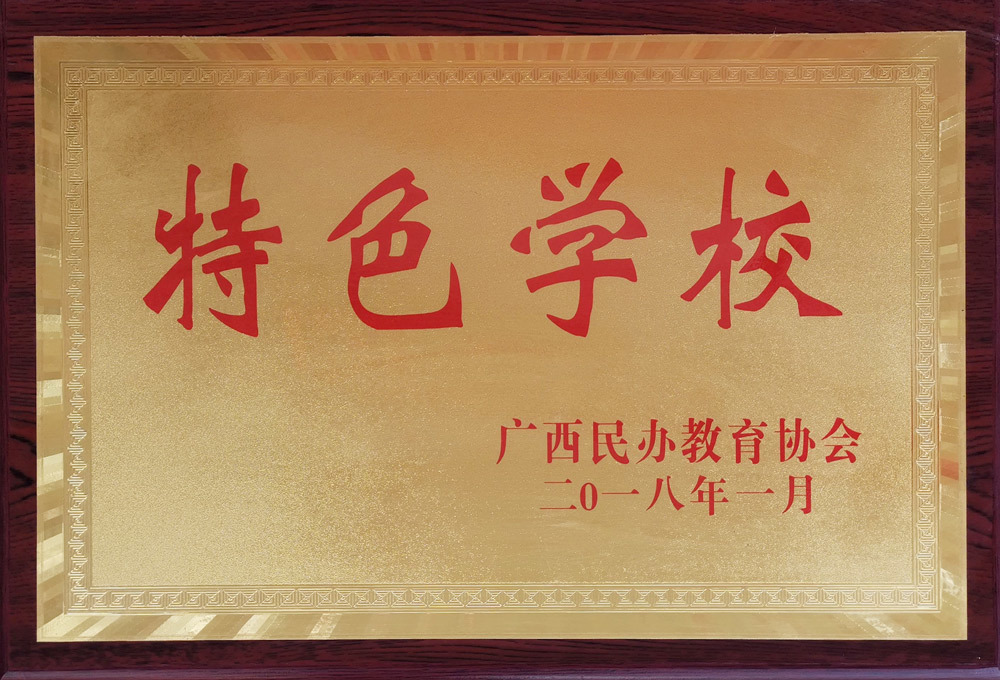 特色学校
广西民办教育协会
二0一八年一月